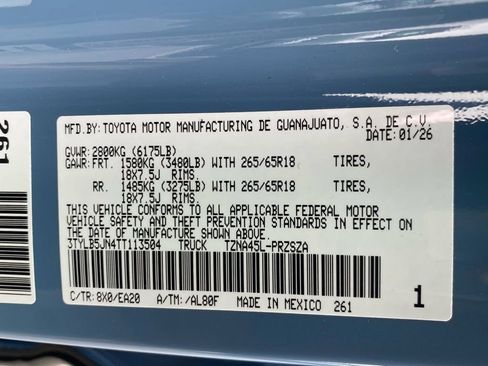 MFD.BY:TOYOTA MOTOR MANUFACTURING DE GUANAJUATO, S.A. DE C.V.
DATE:01/26
GVWR:2800KG (6175LB)
GAWR:FRT. 1580KG (3480LB) WITH 265/65R18 TIRES,
18X7.5J RIMS.
RR. 1485KG (3275LB) WITH 265/65R18 TIRES,
18X7.5J RIMS.
THIS VEHICLE CONFORMS TO ALL APPLICABLE FEDERAL MOTOR
VEHICLE SAFETY AND THEFT PREVENTION STANDARDS IN EFFECT ON
THE DATE OF MANUFACTURE SHOWN ABOVE.
3TYLB5JN4TT113504 TRUCK TZNA45L-PRZSZA
C/TR:8X0/EA20 A/TM:/AL80F MADE IN MEXICO 261
1
261